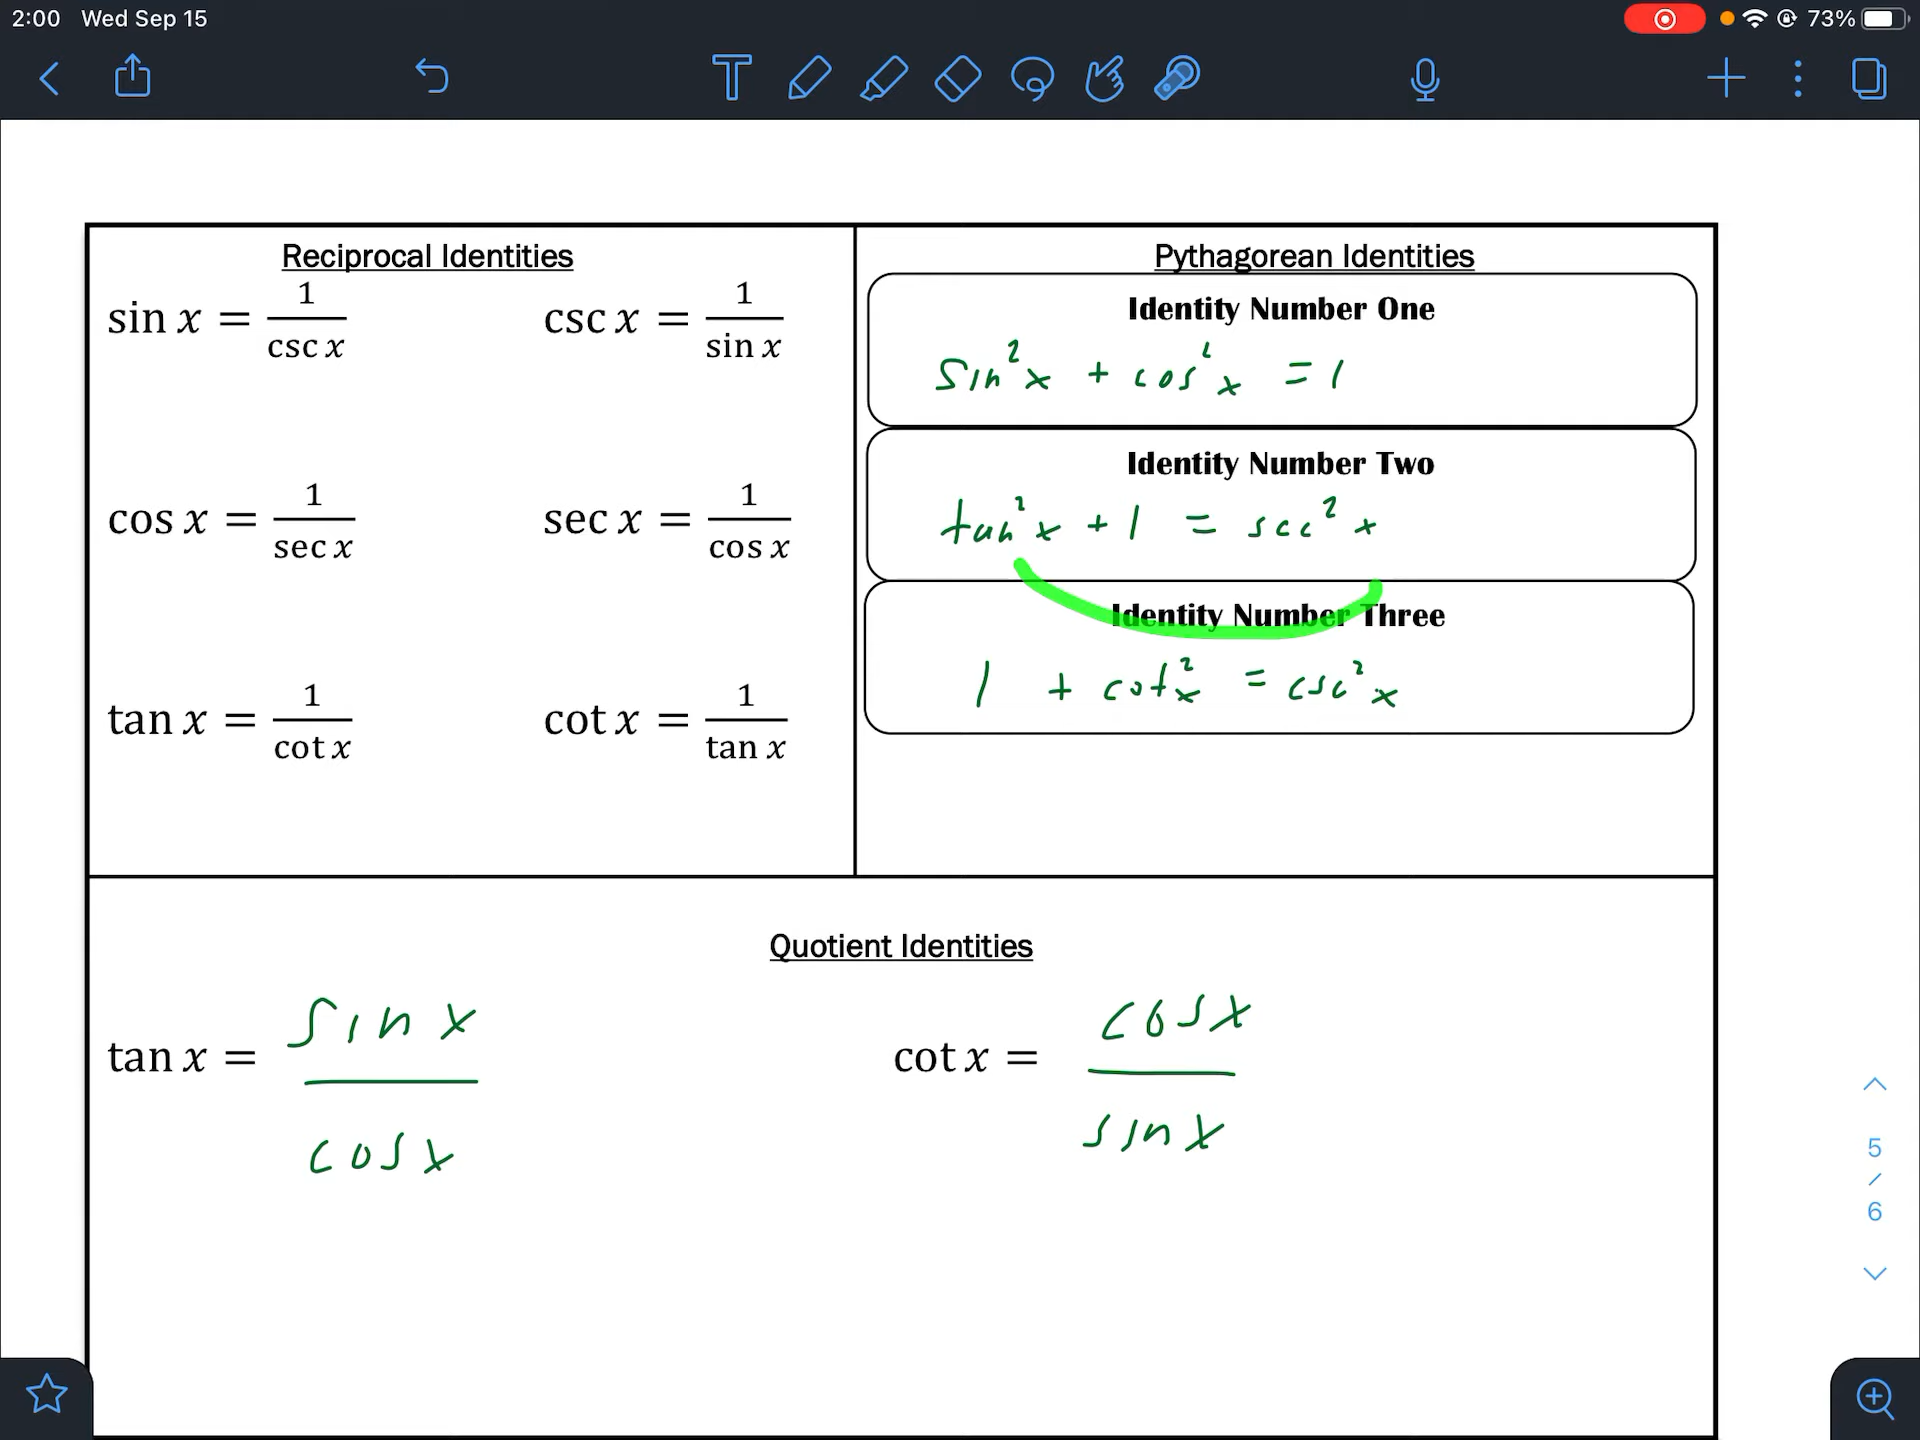 2:00 Wed Sep 15 73%
Reciprocal Identities
sin x = 1/csc x csc x = 1/sin x
cos x = 1/sec x sec x = 1/cos x
tan x = 1/cot x cot x = 1/tan x
Pythagorean Identities
Identity Number One
sin²x + cos²x = 1
Identity Number Two
tan²x + 1 = sec²x
Identity Number Three
1 + cot²x = csc²x
Quotient Identities
tan x = sin x/cos x cot x = cos x/sin x
5
/
6